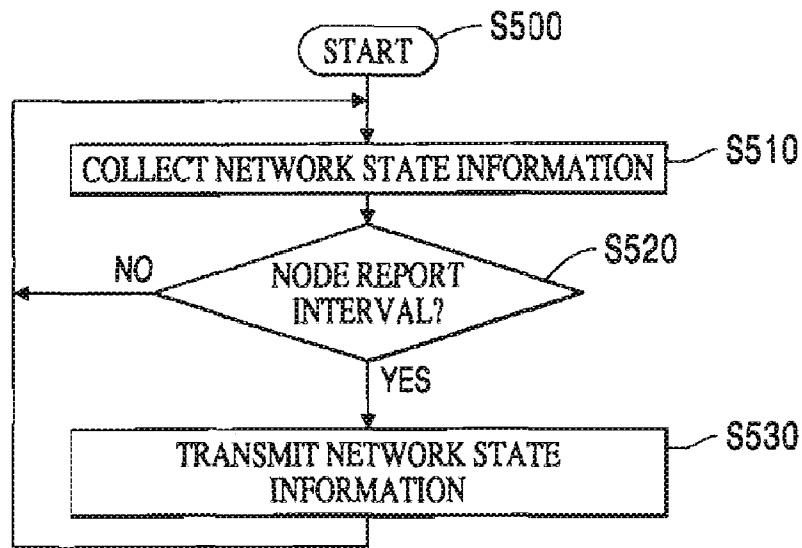 S500
START
COLLECT NETWORK STATE INFORMATION
S510
S520
NO
NODE REPORT
INTERVAL?
YES
S530
TRANSMIT NETWORK STATE
INFORMATION